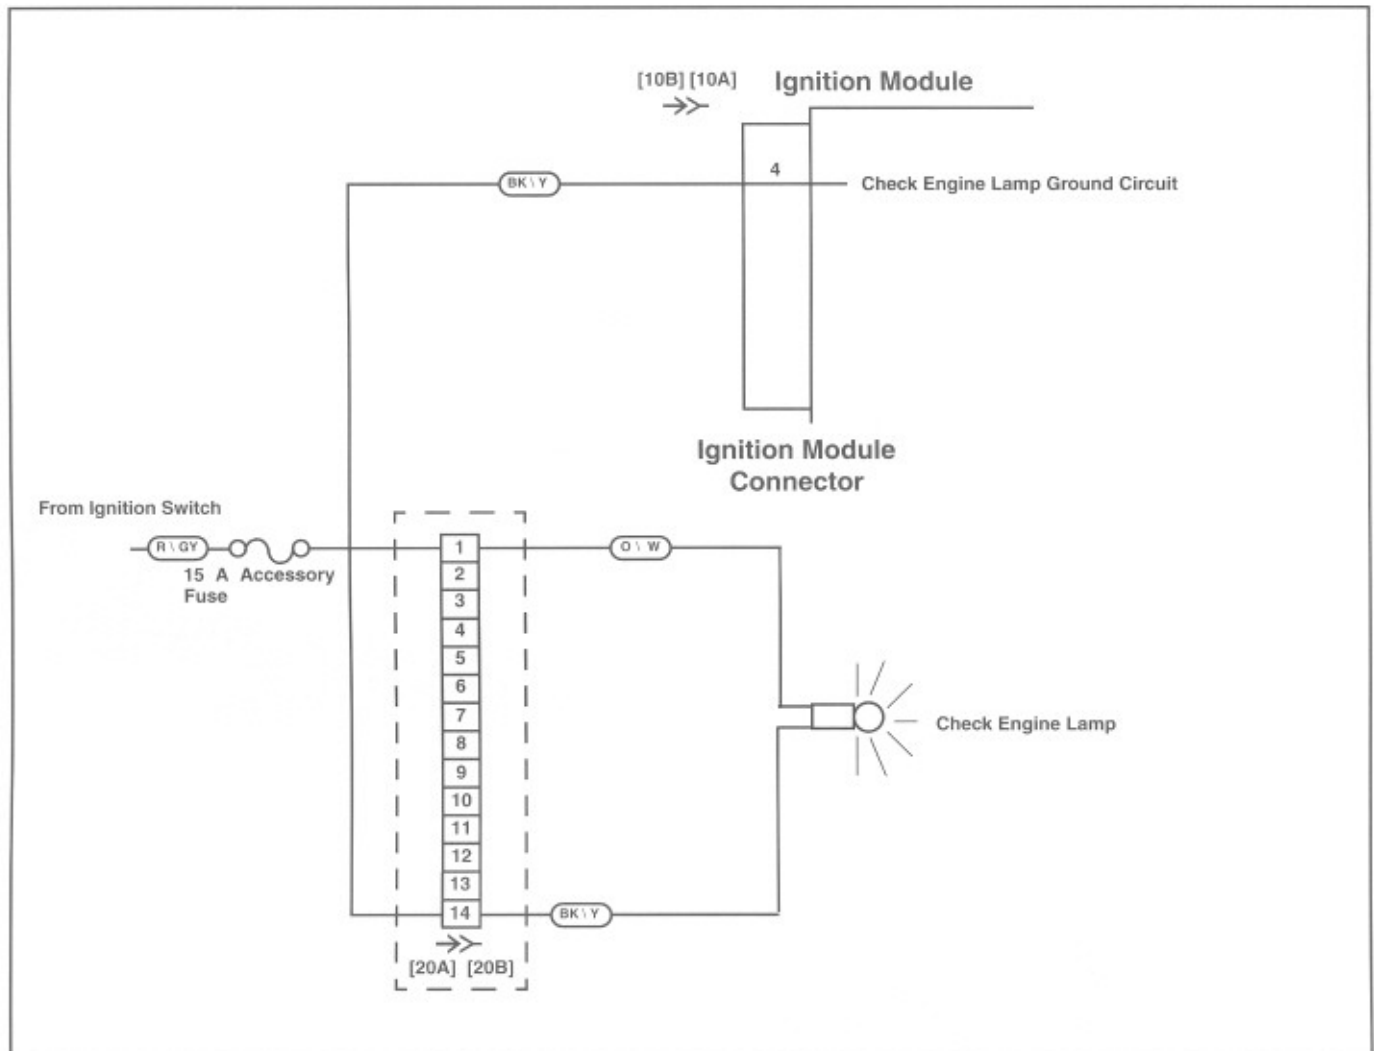 [10B] [10A]
Ignition Module
4
BK \ Y
Check Engine Lamp Ground Circuit
Ignition Module
Connector
From Ignition Switch
R \ GY
15 A Accessory
Fuse
1
O \ W
2
3
4
5
6
7
8
9
10
11
12
13
14
Check Engine Lamp
BK \ Y
[20A] [20B]